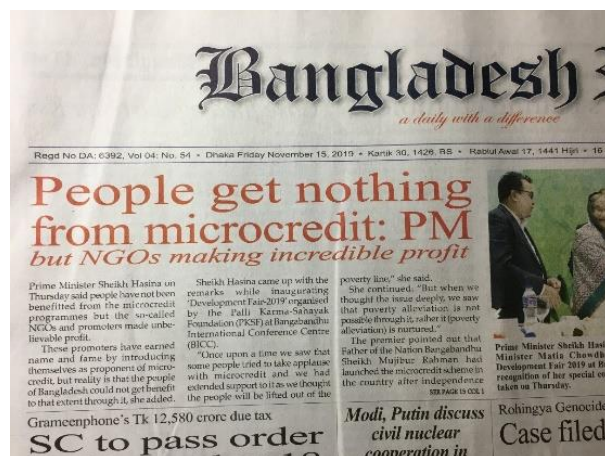 Bangladesh
a daily with a difference
Regd No DA: 6392, Vol 04: No. 54 • Dhaka Friday November 15, 2019 • Kartik 30, 1426, BS • Rabiul Awal 17, 1441 Hijri • 16
People get nothing
from microcredit: PM
but NGOs making incredible profit
Prime Minister Sheikh Hasina on
Thursday said people have not been
benefitted from the microcredit
programmes but the so-called
NGOs and promoters made unbe-
lievable profit.
These promoters have earned
name and fame by introducing
themselves as proponent of micro-
credit, but reality is that the people
of Bangladesh could not get benefit
to that extent through it, she added.
Sheikh Hasina came up with the
remarks while inaugurating
'Development Fair-2019' organised
by the Palli Karma-Sahayak
Foundation (PKSF) at Bangabandhu
International Conference Centre
(BICC).
"Once upon a time we saw that
some people tried to take applause
with microcredit and we had
extended support to it as we thought
the people will be lifted out of the
poverty line," she said.
She continued, "But when we
thought the issue deeply, we saw
that poverty alleviation is not
possible through it, rather it (poverty
alleviation) is nurtured."
The premier pointed out that
Father of the Nation Bangabandhu
Sheikh Mujibur Rahman had
launched the microcredit scheme in
the country after independence
SEE PAGE 15 COL 1
Prime Minister Sheikh Hasi
Minister Matia Chowdh
Development Fair 2019 at B
recognition of her special co
taken on Thursday.
Grameenphone's Tk 12,580 crore due tax
SC to pass order
Modi, Putin discuss
civil nuclear
cooperation in
Rohingya Genocide
Case filed